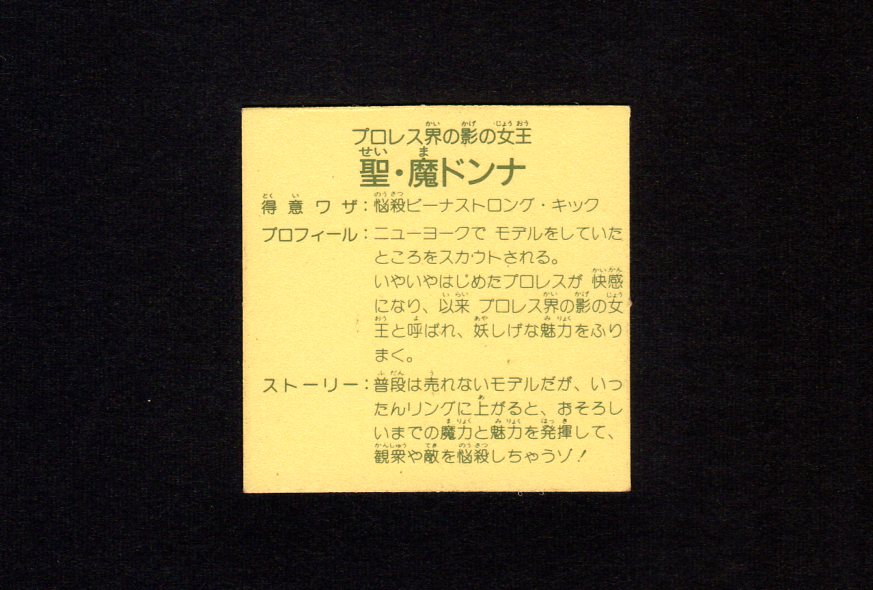 プロレス界の影の女王
聖・魔ドンナ
得意ワザ：悩殺ビーナストロング・キック
プロフィール：ニューヨークで モデルをしていた
ところをスカウトされる。
いやいやはじめたプロレスが 快感
になり、以来 プロレス界の影の女
王と呼ばれ、妖しげな魅力をふり
まく。
ストーリー：普段は売れないモデルだが、いっ
たんリングに上がると、おそろし
いまでの魔力と魅力を発揮して、
観衆や敵を悩殺しちゃうゾ！